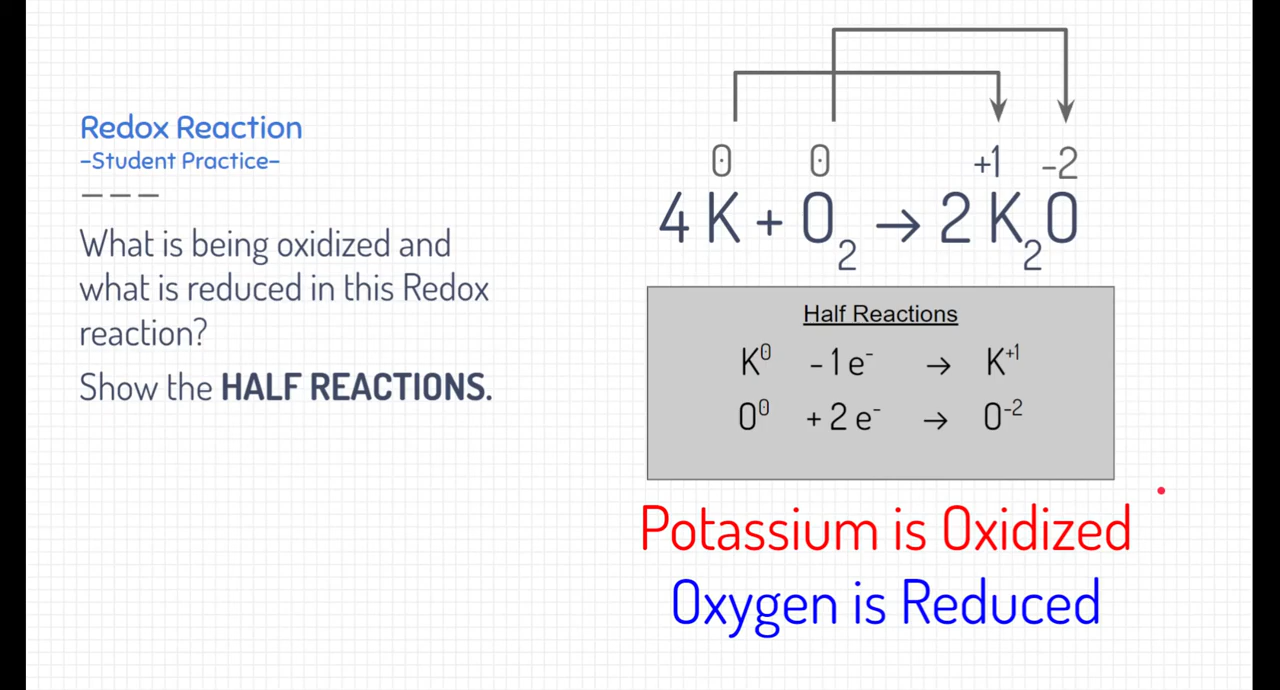 Redox Reaction
-Student Practice-
What is being oxidized and
what is reduced in this Redox
reaction?
Show the HALF REACTIONS.
0 0 +1 -2
4 K + O₂ → 2 K₂O
Half Reactions
K⁰ - 1 e⁻ → K⁺¹
O⁰ + 2 e⁻ → O⁻²
Potassium is Oxidized
Oxygen is Reduced